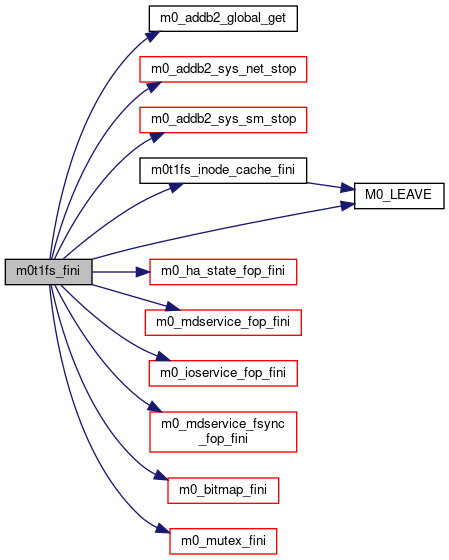 m0_addb2_global_get
m0_addb2_sys_net_stop
m0_addb2_sys_sm_stop
m0t1fs_inode_cache_fini
M0_LEAVE
m0t1fs_fini
m0_ha_state_fop_fini
m0_mdservice_fop_fini
m0_ioservice_fop_fini
m0_mdservice_fsync
_fop_fini
m0_bitmap_fini
m0_mutex_fini